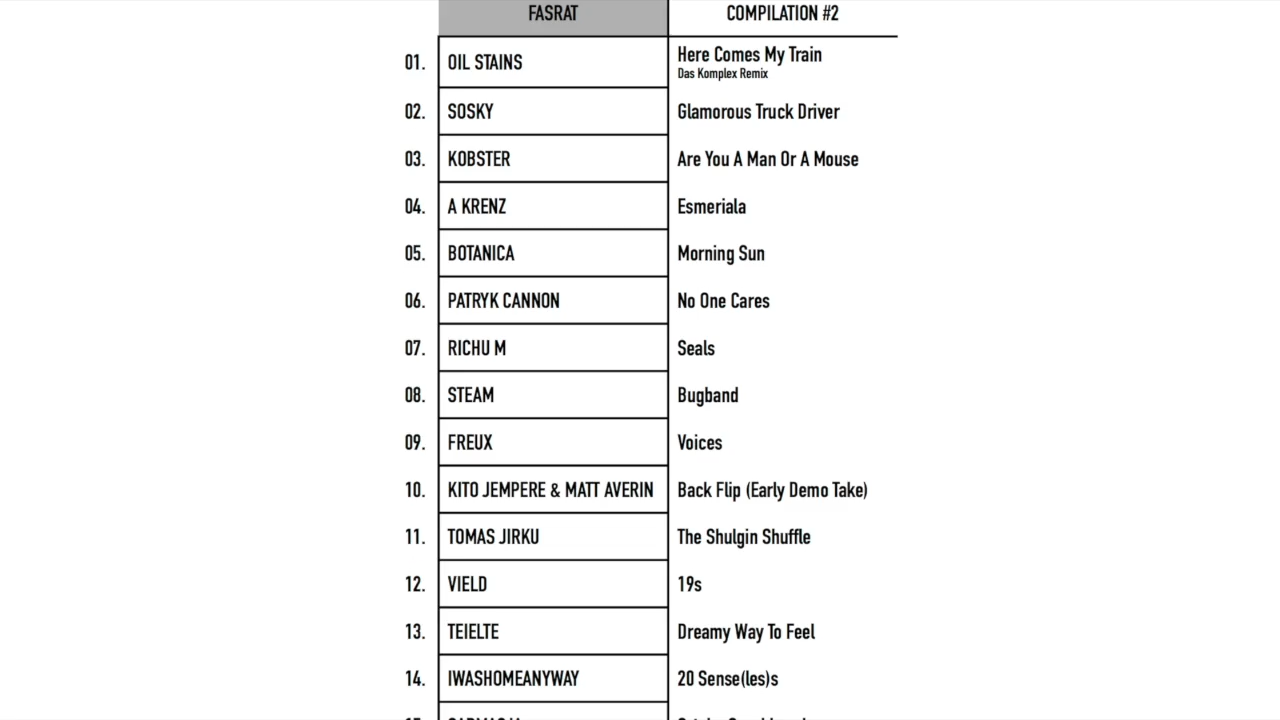 FASRAT COMPILATION #2
01. OIL STAINS Here Comes My Train
Das Komplex Remix
02. SOSKY Glamorous Truck Driver
03. KOBSTER Are You A Man Or A Mouse
04. A KRENZ Esmeriala
05. BOTANICA Morning Sun
06. PATRYK CANNON No One Cares
07. RICHU M Seals
08. STEAM Bugband
09. FREUX Voices
10. KITO JEMPERE & MATT AVERIN Back Flip (Early Demo Take)
11. TOMAS JIRKU The Shulgin Shuffle
12. VIELD 19s
13. TEIELTE Dreamy Way To Feel
14. IWASHOMEANYWAY 20 Sense(les)s